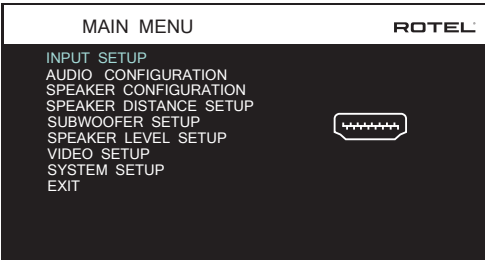 MAIN MENU
ROTEL
INPUT SETUP
AUDIO CONFIGURATION
SPEAKER CONFIGURATION
SPEAKER DISTANCE SETUP
SUBWOOFER SETUP
SPEAKER LEVEL SETUP
VIDEO SETUP
SYSTEM SETUP
EXIT